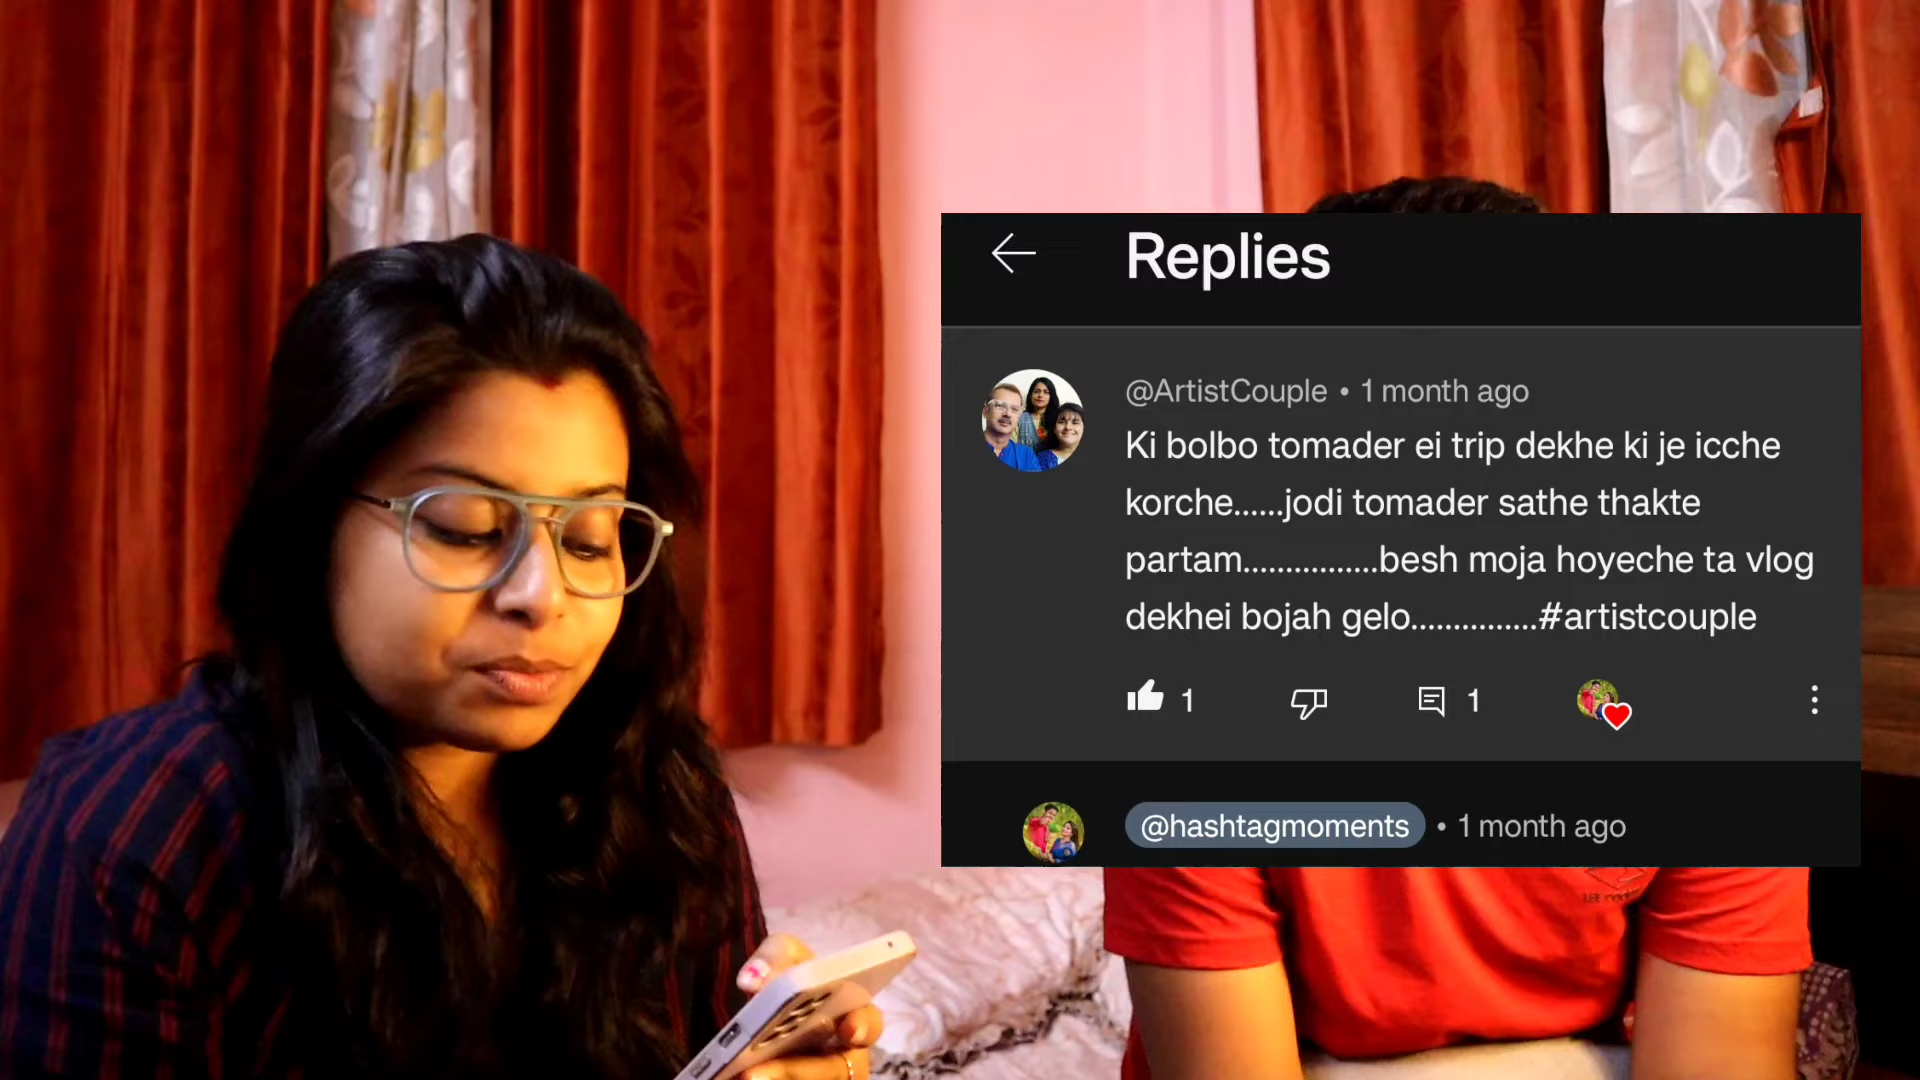 Replies
@ArtistCouple • 1 month ago
Ki bolbo tomader ei trip dekhe ki je icche
korche......jodi tomader sathe thakte
partam................besh moja hoyeche ta vlog
dekhei bojah gelo...............#artistcouple
1
1
@hashtagmoments • 1 month ago